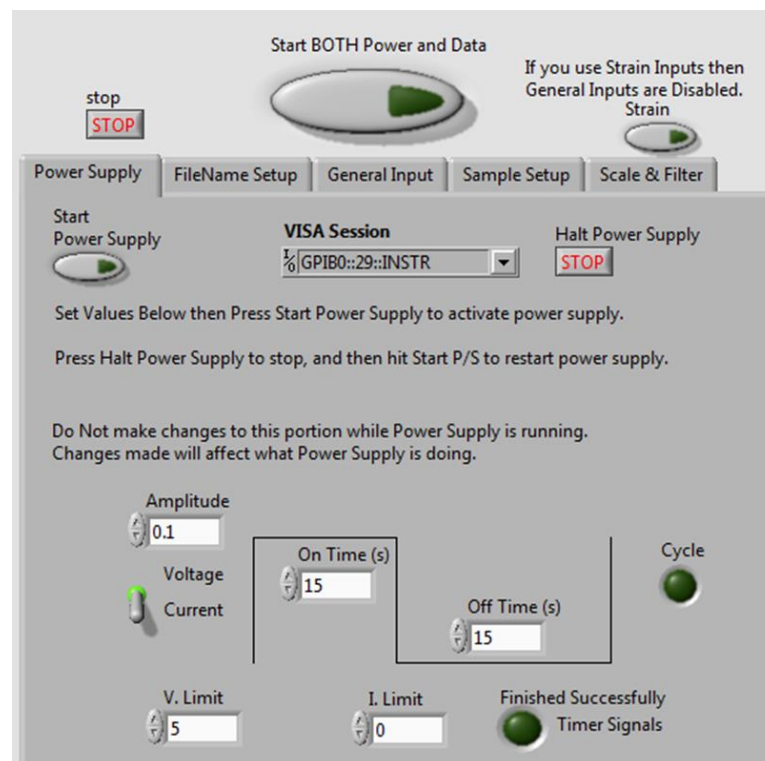 Start BOTH Power and Data
If you use Strain Inputs then
General Inputs are Disabled.
Strain
stop
STOP
Power Supply
FileName Setup
General Input
Sample Setup
Scale & Filter
Start
Power Supply
VISA Session
GPIB0::29::INSTR
Halt Power Supply
STOP
Set Values Below then Press Start Power Supply to activate power supply.
Press Halt Power Supply to stop, and then hit Start P/S to restart power supply.
Do Not make changes to this portion while Power Supply is running.
Changes made will affect what Power Supply is doing.
Amplitude
0.1
Voltage
Current
On Time (s)
15
Off Time (s)
15
Cycle
V. Limit
5
I. Limit
0
Finished Successfully
Timer Signals